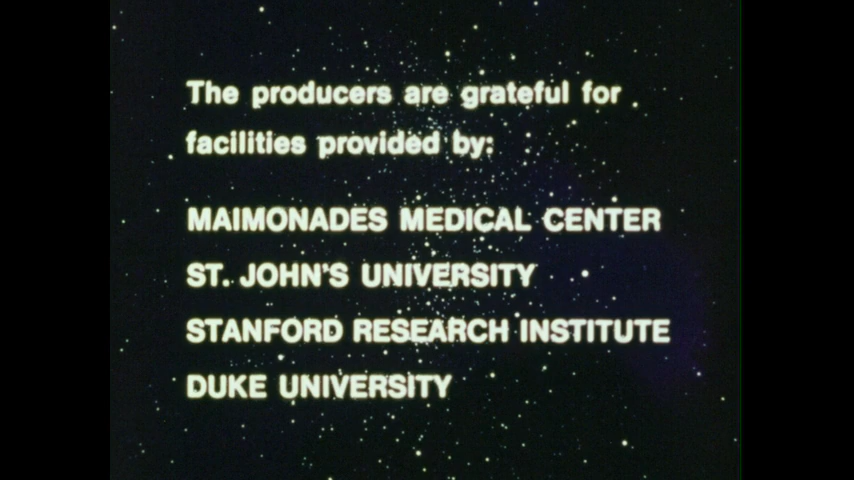 The producers are grateful for
facilities provided by:
MAIMONADES MEDICAL CENTER
ST. JOHN'S UNIVERSITY
STANFORD RESEARCH INSTITUTE
DUKE UNIVERSITY